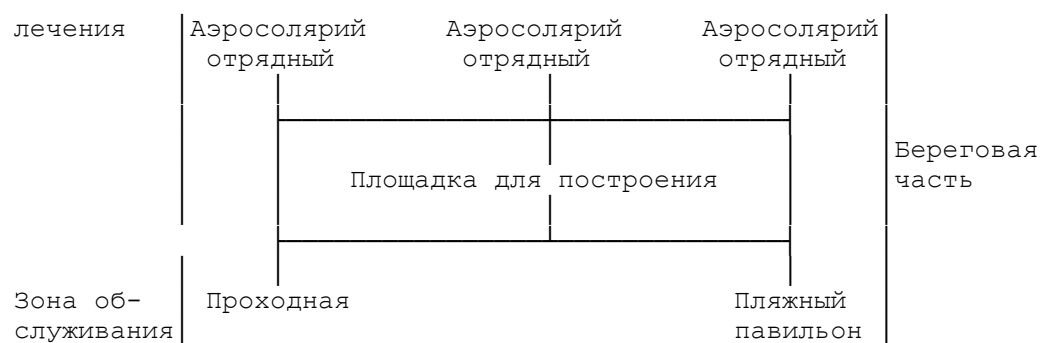 лечения Аэросолярий Аэросолярий Аэросолярий
отрядный отрядный отрядный
Береговая
Площадка для построения часть
Зона об- Проходная Пляжный
служивания павильон